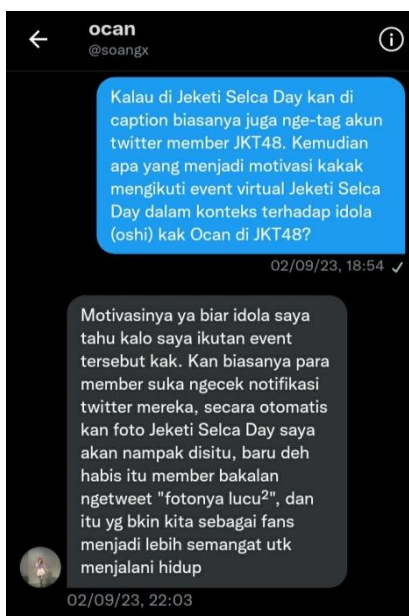 ocan
@soangx
Kalau di Jeketi Selca Day kan di
caption biasanya juga nge-tag akun
twitter member JKT48. Kemudian
apa yang menjadi motivasi kakak
mengikuti event virtual Jeketi Selca
Day dalam konteks terhadap idola
(oshi) kak Ocan di JKT48?
02/09/23, 18:54 ✓
Motivasinya ya biar idola saya
tahu kalo saya ikutan event
tersebut kak. Kan biasanya para
member suka ngecek notifikasi
twitter mereka, secara otomatis
kan foto Jeketi Selca Day saya
akan nampak disitu, baru deh
habis itu member bakalan
ngetweet "fotonya lucu²", dan
itu yg bkin kita sebagai fans
menjadi lebih semangat utk
menjalani hidup
02/09/23, 22:03